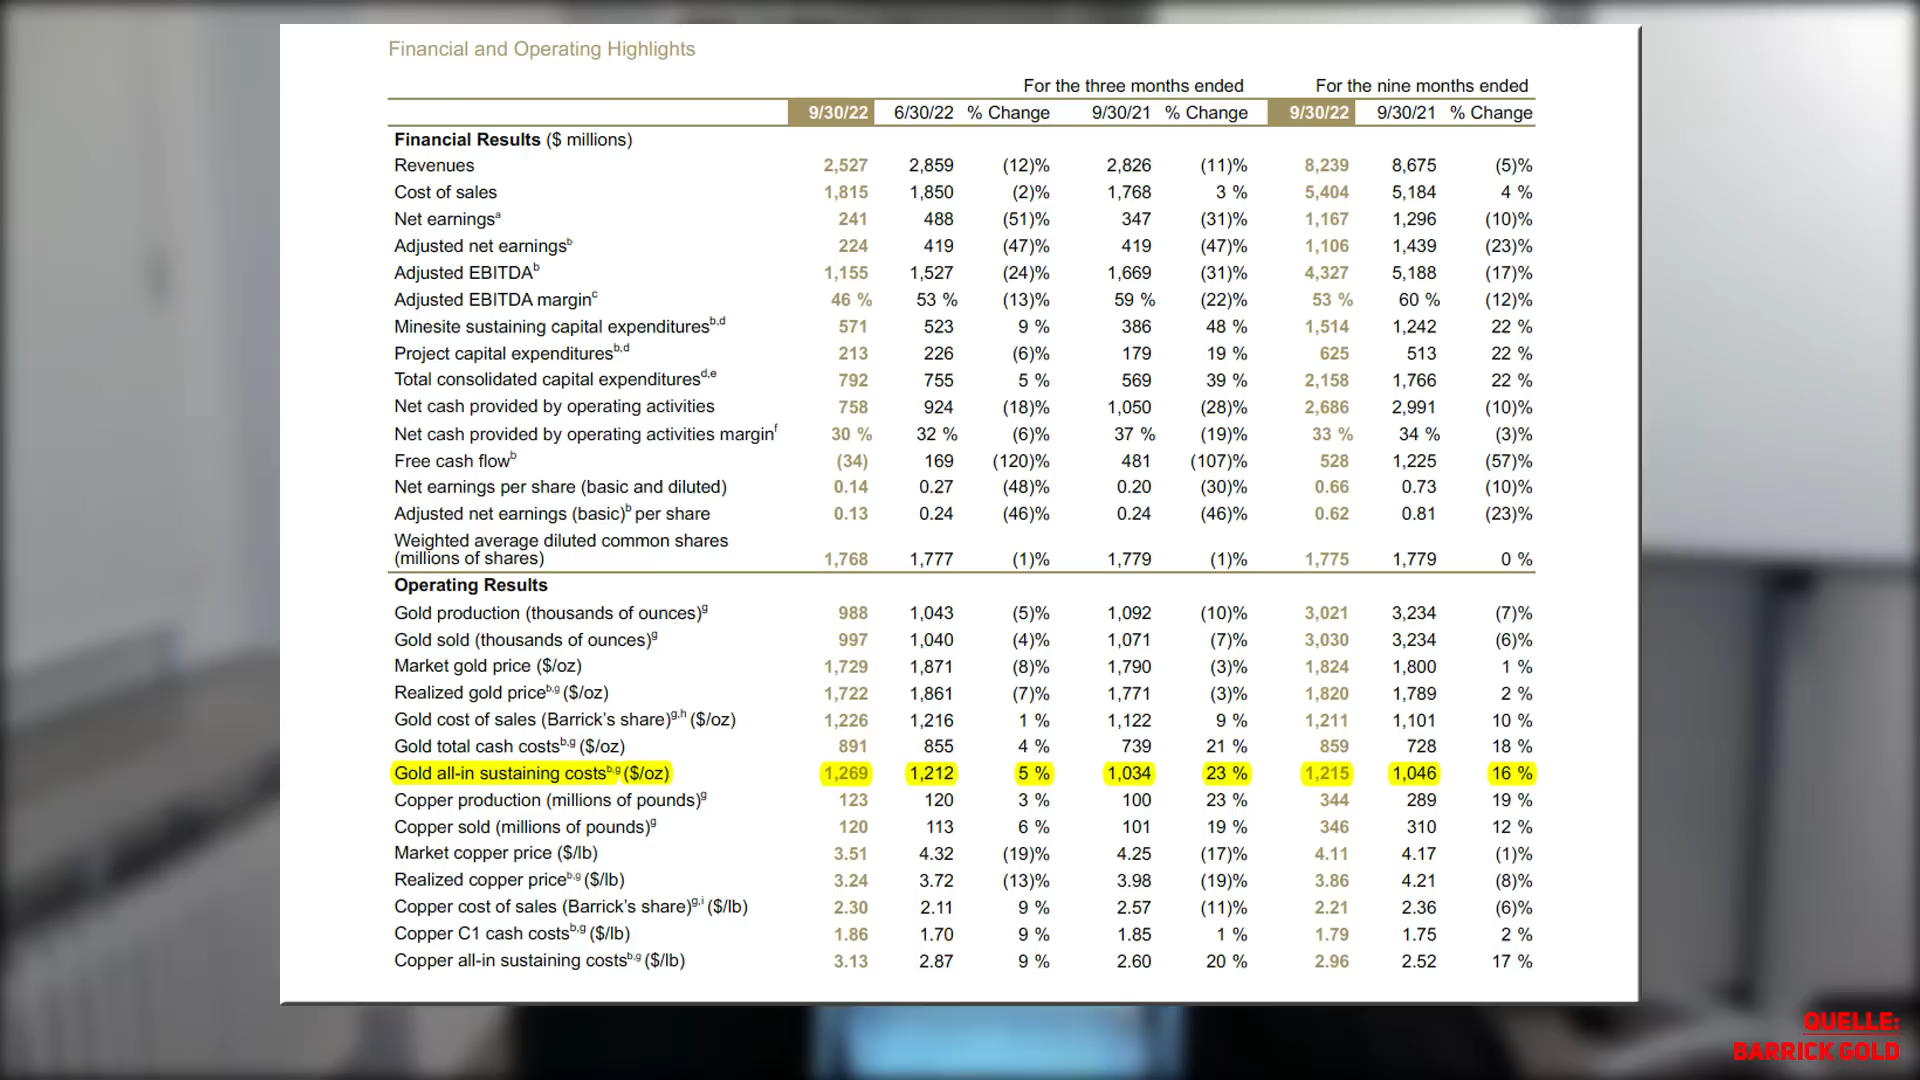 Financial and Operating Highlights
For the three months ended For the nine months ended
9/30/22 6/30/22 % Change 9/30/21 % Change 9/30/22 9/30/21 % Change
Financial Results ($ millions)
Revenues 2,527 2,859 (12)% 2,826 (11)% 8,239 8,675 (5)%
Cost of sales 1,815 1,850 (2)% 1,768 3 % 5,404 5,184 4 %
Net earningsᵃ 241 488 (51)% 347 (31)% 1,167 1,296 (10)%
Adjusted net earningsᵇ 224 419 (47)% 419 (47)% 1,106 1,439 (23)%
Adjusted EBITDAᵇ 1,155 1,527 (24)% 1,669 (31)% 4,327 5,188 (17)%
Adjusted EBITDA marginᶜ 46 % 53 % (13)% 59 % (22)% 53 % 60 % (12)%
Minesite sustaining capital expendituresᵇ,ᵈ 571 523 9 % 386 48 % 1,514 1,242 22 %
Project capital expendituresᵇ,ᵈ 213 226 (6)% 179 19 % 625 513 22 %
Total consolidated capital expendituresᵈ,ᵉ 792 755 5 % 569 39 % 2,158 1,766 22 %
Net cash provided by operating activities 758 924 (18)% 1,050 (28)% 2,686 2,991 (10)%
Net cash provided by operating activities marginᶠ 30 % 32 % (6)% 37 % (19)% 33 % 34 % (3)%
Free cash flowᵇ (34) 169 (120)% 481 (107)% 528 1,225 (57)%
Net earnings per share (basic and diluted) 0.14 0.27 (48)% 0.20 (30)% 0.66 0.73 (10)%
Adjusted net earnings (basic)ᵇ per share 0.13 0.24 (46)% 0.24 (46)% 0.62 0.81 (23)%
Weighted average diluted common shares
(millions of shares) 1,768 1,777 (1)% 1,779 (1)% 1,775 1,779 0 %
Operating Results
Gold production (thousands of ounces)ᵍ 988 1,043 (5)% 1,092 (10)% 3,021 3,234 (7)%
Gold sold (thousands of ounces)ᵍ 997 1,040 (4)% 1,071 (7)% 3,030 3,234 (6)%
Market gold price ($/oz) 1,729 1,871 (8)% 1,790 (3)% 1,824 1,800 1 %
Realized gold priceᵇ,ᵍ ($/oz) 1,722 1,861 (7)% 1,771 (3)% 1,820 1,789 2 %
Gold cost of sales (Barrick's share)ᵍ,ʰ ($/oz) 1,226 1,216 1 % 1,122 9 % 1,211 1,101 10 %
Gold total cash costsᵇ,ᵍ ($/oz) 891 855 4 % 739 21 % 859 728 18 %
Gold all-in sustaining costsᵇ,ᵍ ($/oz) 1,269 1,212 5 % 1,034 23 % 1,215 1,046 16 %
Copper production (millions of pounds)ᵍ 123 120 3 % 100 23 % 344 289 19 %
Copper sold (millions of pounds)ᵍ 120 113 6 % 101 19 % 346 310 12 %
Market copper price ($/lb) 3.51 4.32 (19)% 4.25 (17)% 4.11 4.17 (1)%
Realized copper priceᵇ,ᵍ ($/lb) 3.24 3.72 (13)% 3.98 (19)% 3.86 4.21 (8)%
Copper cost of sales (Barrick's share)ᵍ,ⁱ ($/lb) 2.30 2.11 9 % 2.57 (11)% 2.21 2.36 (6)%
Copper C1 cash costsᵇ,ᵍ ($/lb) 1.86 1.70 9 % 1.85 1 % 1.79 1.75 2 %
Copper all-in sustaining costsᵇ,ᵍ ($/lb) 3.13 2.87 9 % 2.60 20 % 2.96 2.52 17 %
QUELLE:
BARRICK GOLD